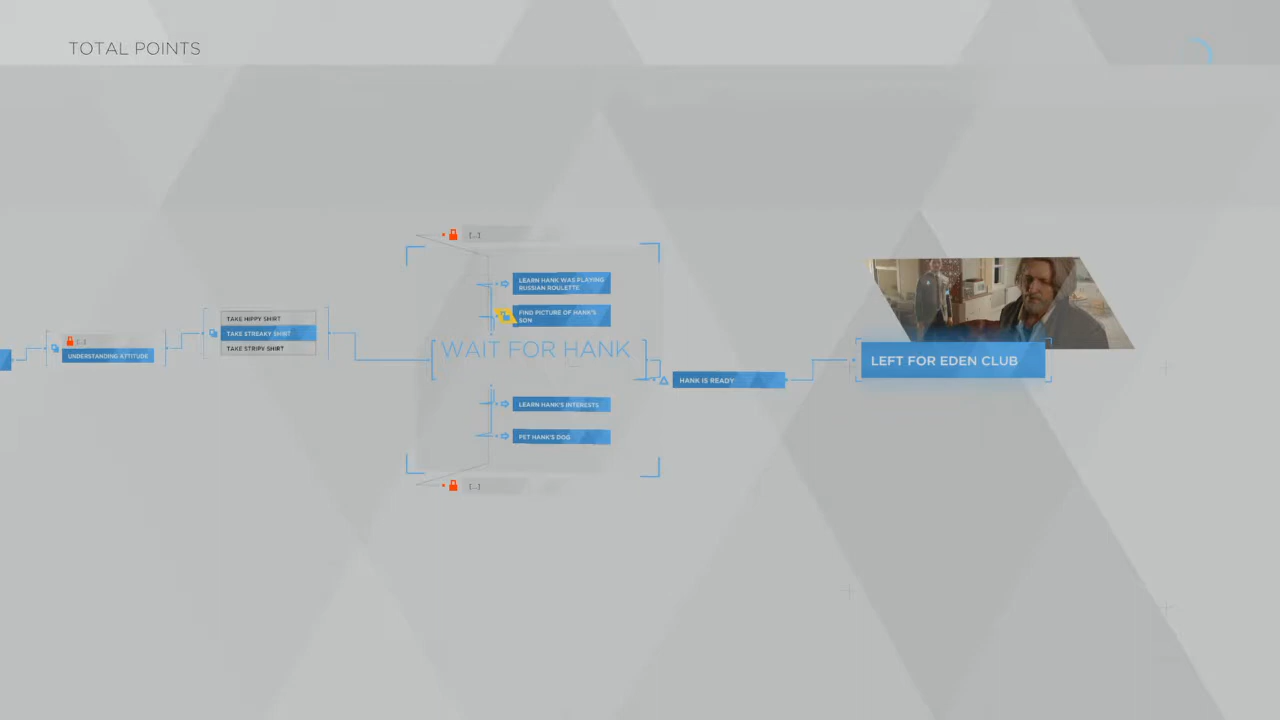 TOTAL POINTS
[...]
UNDERSTANDING ATTITUDE
TAKE HIPPY SHIRT
TAKE STREAKY SHIRT
TAKE STRIPY SHIRT
[...]
LEARN HANK WAS PLAYING
RUSSIAN ROULETTE
FIND PICTURE OF HANK'S
SON
WAIT FOR HANK
LEARN HANK'S INTERESTS
PET HANK'S DOG
[...]
HANK IS READY
LEFT FOR EDEN CLUB